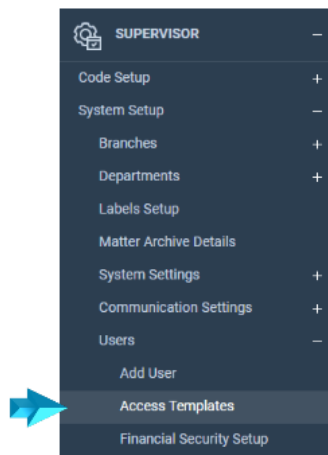 SUPERVISOR −
Code Setup +
System Setup −
Branches +
Departments +
Labels Setup
Matter Archive Details
System Settings +
Communication Settings +
Users −
Add User
Access Templates
Financial Security Setup